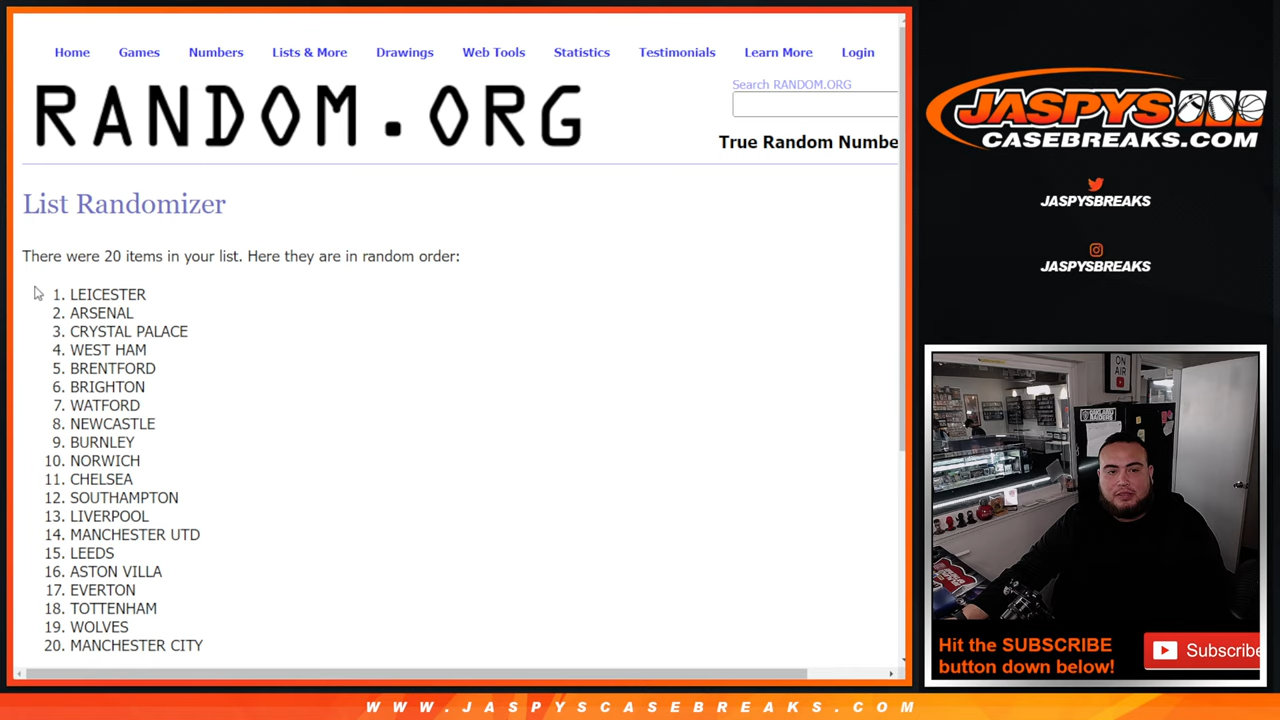 Home Games Numbers Lists & More Drawings Web Tools Statistics Testimonials Learn More Login
RANDOM.ORG
Search RANDOM.ORG
True Random Numbe
List Randomizer
There were 20 items in your list. Here they are in random order:
1. LEICESTER
2. ARSENAL
3. CRYSTAL PALACE
4. WEST HAM
5. BRENTFORD
6. BRIGHTON
7. WATFORD
8. NEWCASTLE
9. BURNLEY
10. NORWICH
11. CHELSEA
12. SOUTHAMPTON
13. LIVERPOOL
14. MANCHESTER UTD
15. LEEDS
16. ASTON VILLA
17. EVERTON
18. TOTTENHAM
19. WOLVES
20. MANCHESTER CITY
JASPYS
CASEBREAKS.COM
JASPYSBREAKS
JASPYSBREAKS
ON
AIR
Hit the SUBSCRIBE
button down below!
Subscribe
WWW.JASPYSCASEBREAKS.COM